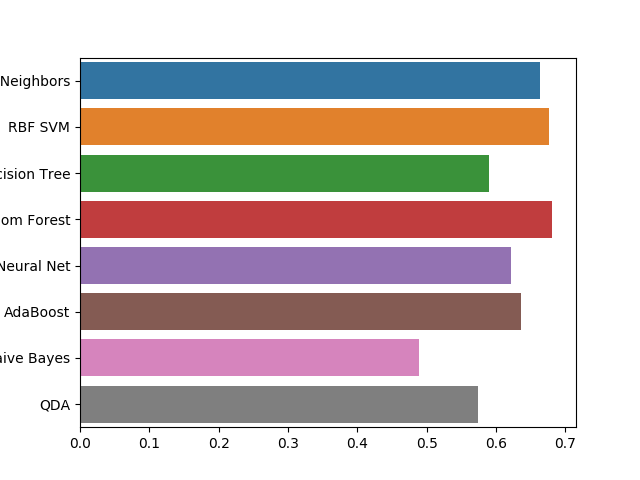 Neighbors
RBF SVM
cision Tree
om Forest
Neural Net
AdaBoost
aive Bayes
QDA
0.0 0.1 0.2 0.3 0.4 0.5 0.6 0.7